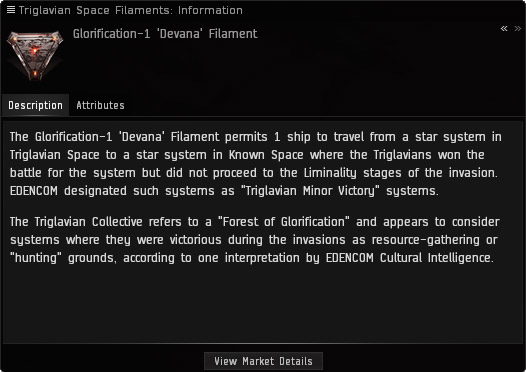 Triglavian Space Filaments: Information
Glorification-1 'Devana' Filament
Description
Attributes
The Glorification-1 'Devana' Filament permits 1 ship to travel from a star system in
Triglavian Space to a star system in Known Space where the Triglavians won the
battle for the system but did not proceed to the Liminality stages of the invasion.
EDENCOM designated such systems as "Triglavian Minor Victory" systems.
The Triglavian Collective refers to a "Forest of Glorification" and appears to consider
systems where they were victorious during the invasions as resource-gathering or
"hunting" grounds, according to one interpretation by EDENCOM Cultural Intelligence.
View Market Details